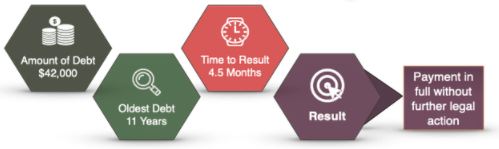 Amount of Debt
$42,000
Oldest Debt
11 Years
Time to Result
4.5 Months
Result
Payment in
full without
further legal
action